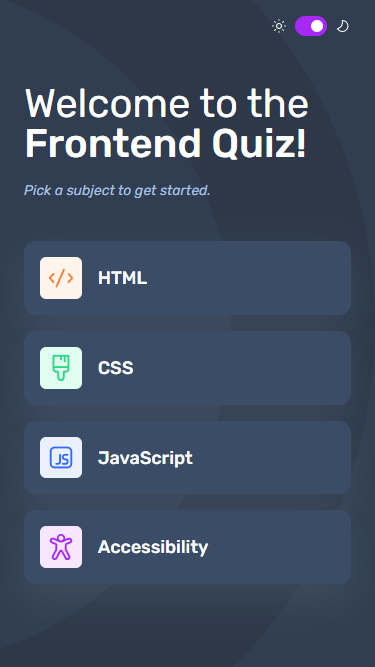 Welcome to the
Frontend Quiz!
Pick a subject to get started.
HTML
CSS
JS
JavaScript
Accessibility